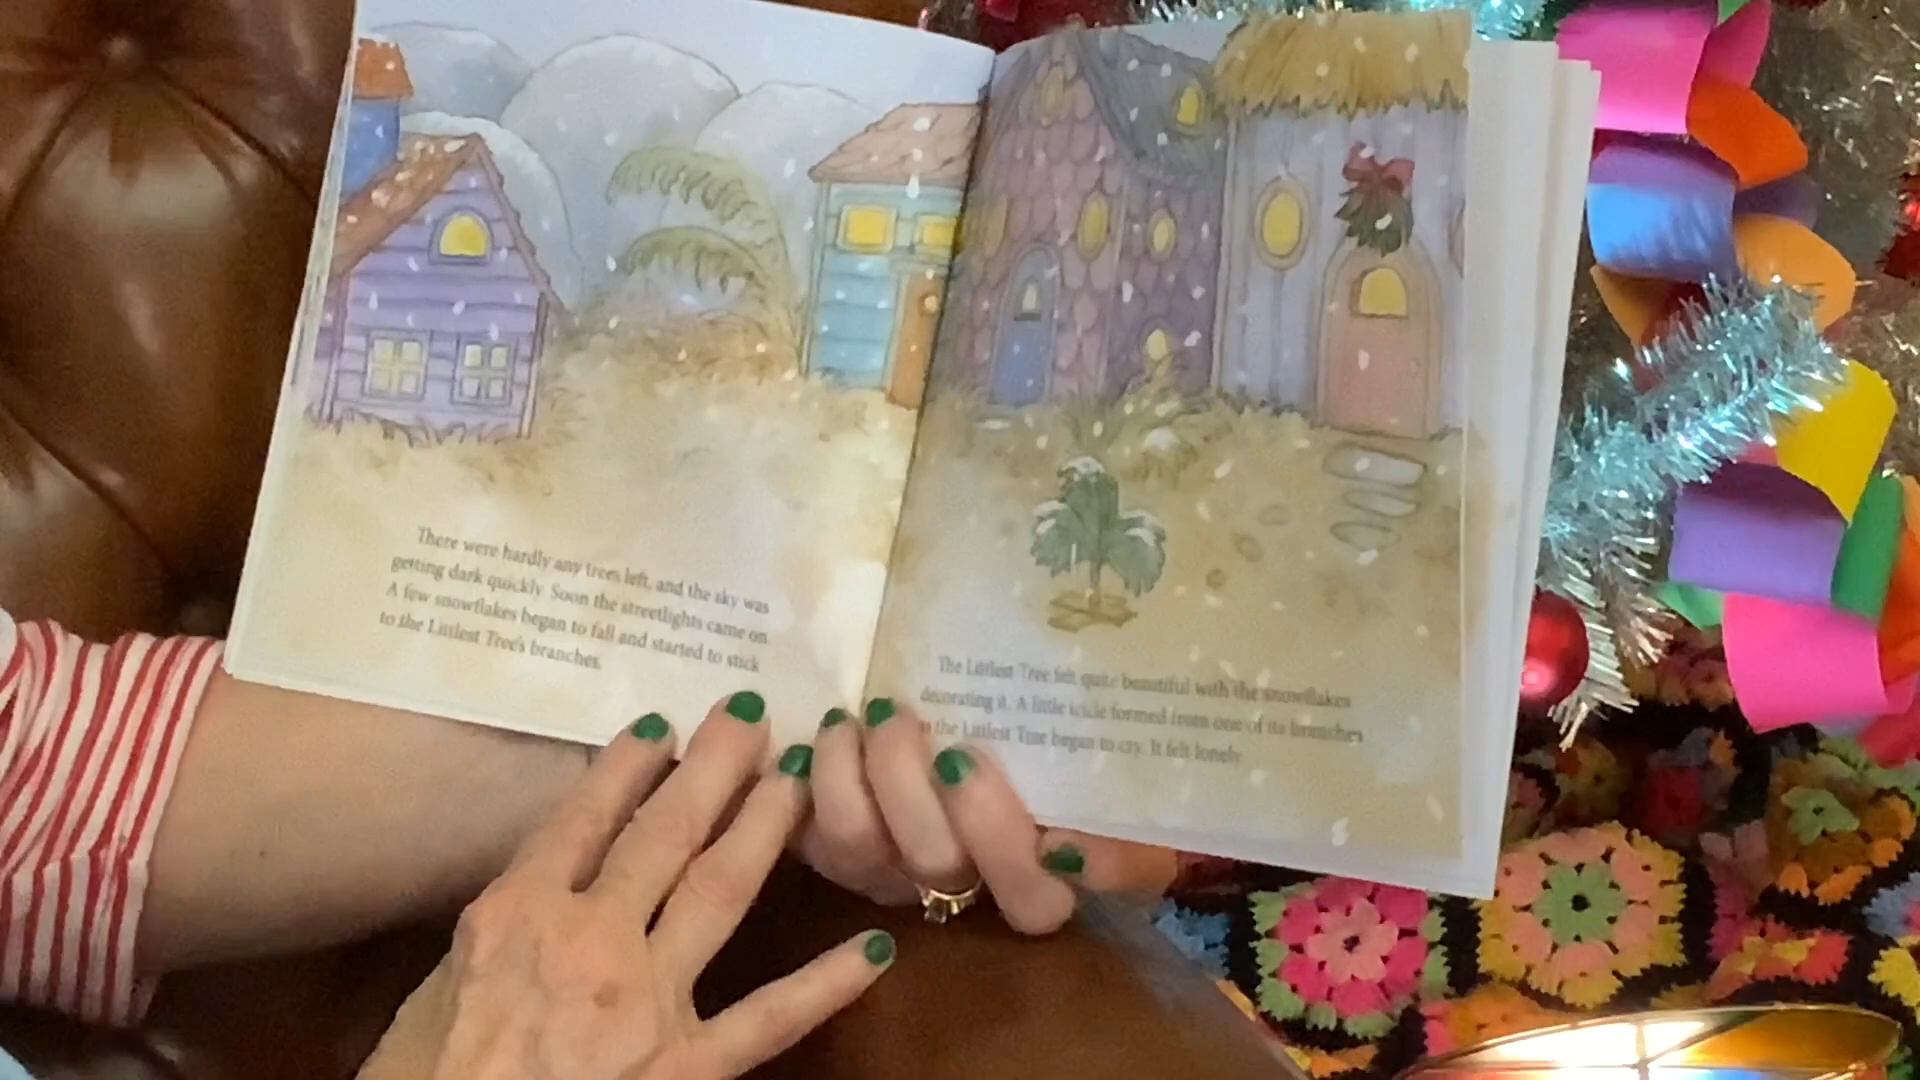 There were hardly any trees left, and the sky was
getting dark quickly. Soon the streetlights came on
A few snowflakes began to fall and started to stick
to the Littlest Tree's branches.
The Littlest Tree felt quite beautiful with the snowflakes
decorating it. A little icicle formed from one of its branches
the Littlest Tree began to cry. It felt lonely